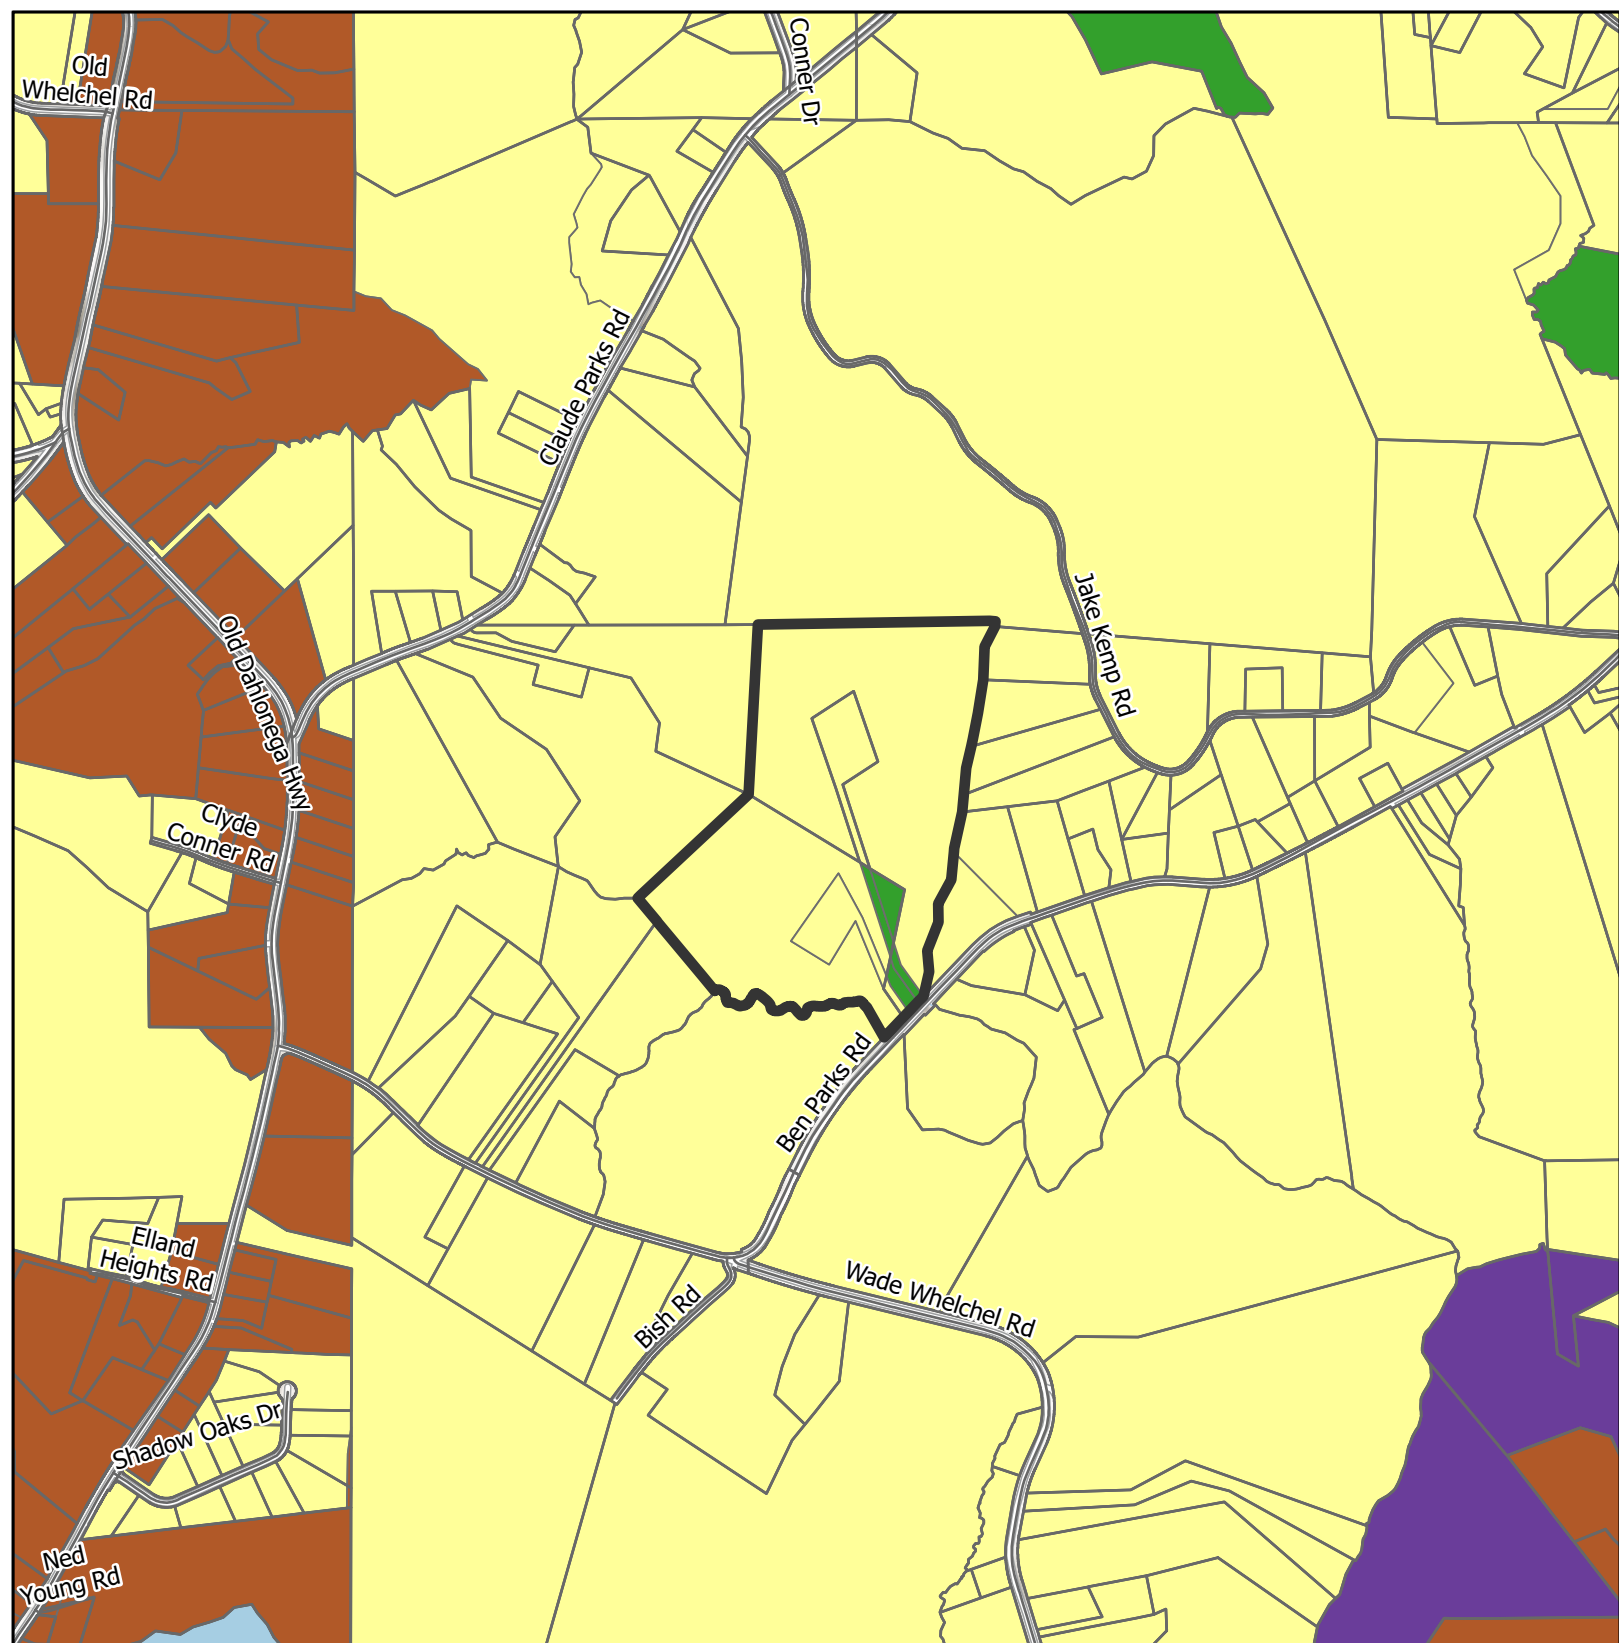 Old
Whelchel Rd
Conner Dr
Claude Parks Rd
Jake Kemp Rd
Old Dahlonega Hwy
Clyde
Conner Rd
Ben Parks Rd
Elland
Heights Rd
Wade Whelchel Rd
Bish Rd
Shadow Oaks Dr
Ned
Young Rd